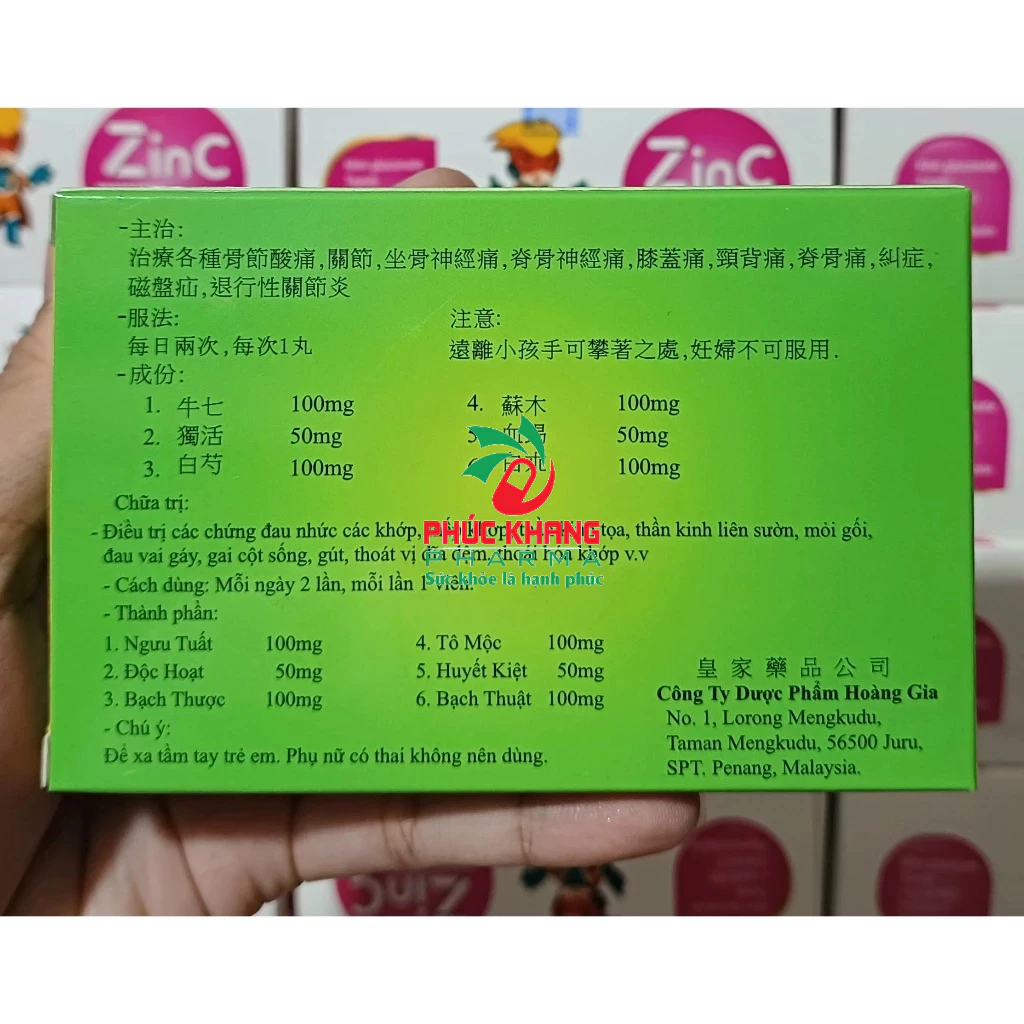 ZinC
ZinC
-主治:
治療各種骨節酸痛,關節,坐骨神經痛,脊骨神經痛,膝蓋痛,頸背痛,脊骨痛,糾症,
磁盤疝,退行性關節炎
-服法:
每日兩次,每次1丸
注意:
遠離小孩手可攀著之處,妊婦不可服用.
-成份:
1. 牛七 100mg
4. 蘇木 100mg
2. 獨活 50mg
50mg
3. 白芍 100mg
100mg
PHÚC KHANG
PHARMA
Sức khỏe là hạnh phúc
Chữa trị:
- Điều trị các chứng đau nhức các khớp, tọa, thần kinh liên sườn, mỏi gối,
đau vai gáy, gai cột sống, gút, thoát vị đĩa đệm, thoái hóa khớp v.v
- Cách dùng: Mỗi ngày 2 lần, mỗi lần 1 viên.
- Thành phần:
1. Ngưu Tuất 100mg
4. Tô Mộc 100mg
2. Độc Hoạt 50mg
5. Huyết Kiệt 50mg
3. Bạch Thược 100mg
6. Bạch Thuật 100mg
- Chú ý:
Để xa tầm tay trẻ em. Phụ nữ có thai không nên dùng.
皇家藥品公司
Công Ty Dược Phẩm Hoàng Gia
No. 1, Lorong Mengkudu,
Taman Mengkudu, 56500 Juru,
SPT. Penang, Malaysia.
ZinC